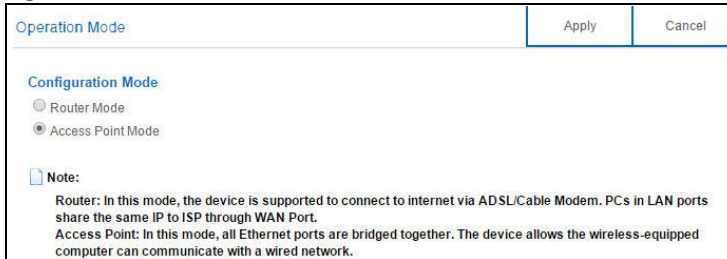 Operation Mode Apply Cancel
Configuration Mode
Router Mode
Access Point Mode
Note:
Router: In this mode, the device is supported to connect to internet via ADSL/Cable Modem. PCs in LAN ports
share the same IP to ISP through WAN Port.
Access Point: In this mode, all Ethernet ports are bridged together. The device allows the wireless-equipped
computer can communicate with a wired network.